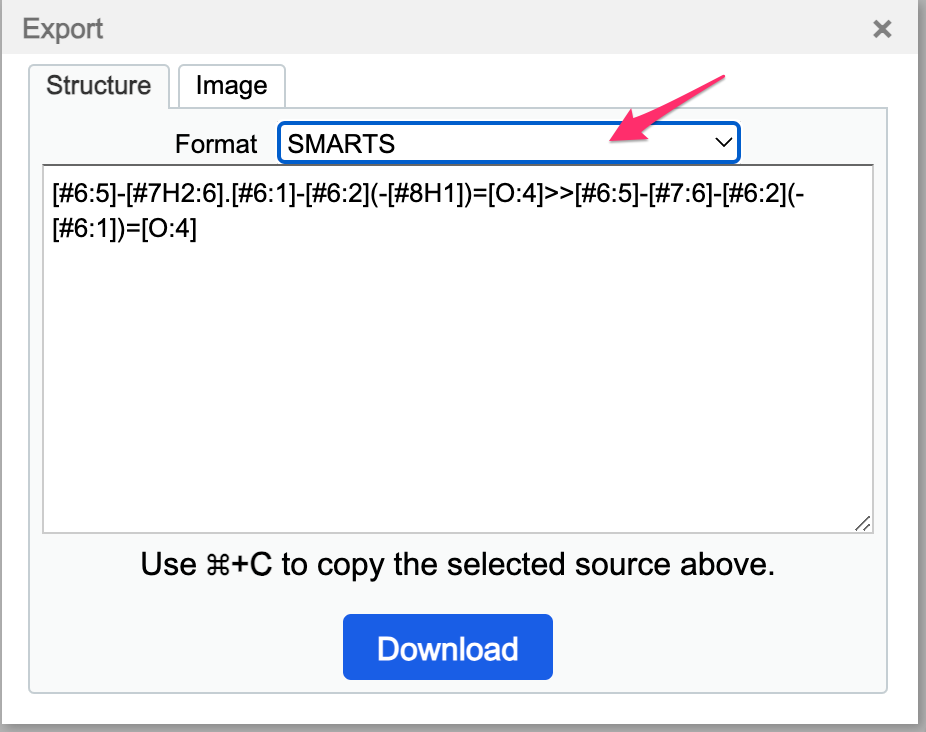 Export ×
Structure Image
Format SMARTS
[#6:5]-[#7H2:6].[#6:1]-[#6:2](-[#8H1])=[O:4]>>[#6:5]-[#7:6]-[#6:2](-
[#6:1])=[O:4]
Use ⌘+C to copy the selected source above.
Download